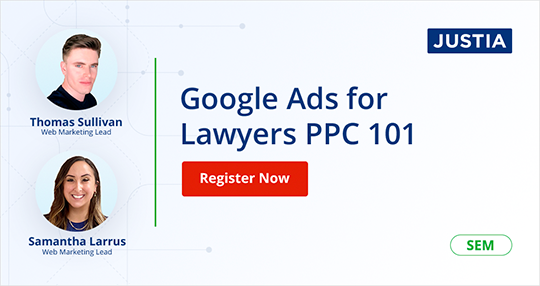 JUSTIA
Thomas Sullivan
Web Marketing Lead
Google Ads for
Lawyers PPC 101
Register Now
Samantha Larrus
Web Marketing Lead
SEM